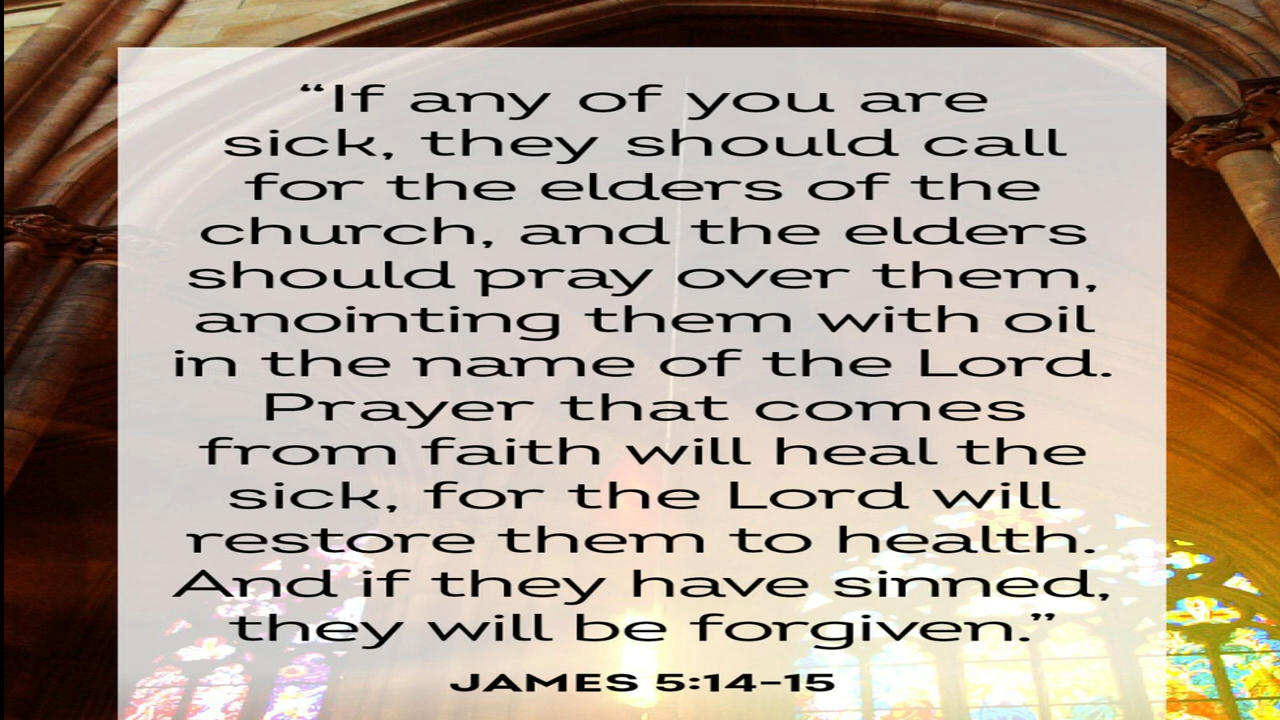 “If any of you are
sick, they should call
for the elders of the
church, and the elders
should pray over them,
anointing them with oil
in the name of the Lord.
Prayer that comes
from faith will heal the
sick, for the Lord will
restore them to health.
And if they have sinned,
they will be forgiven.”
JAMES 5:14-15